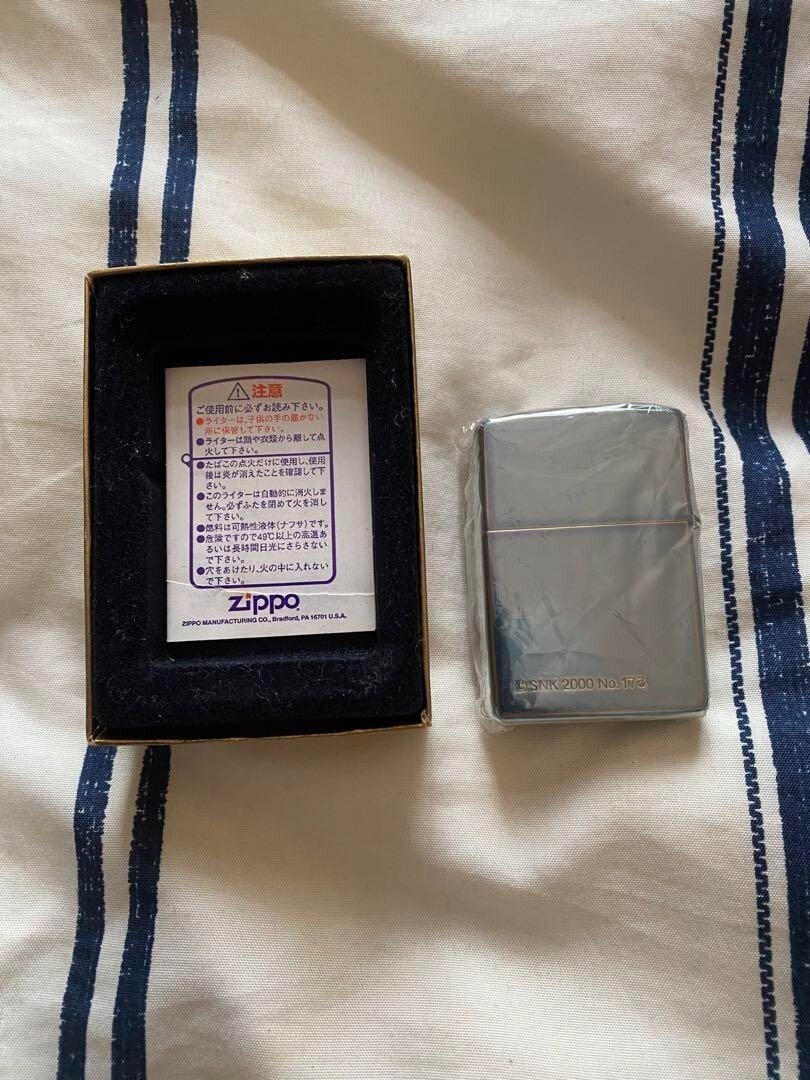 注意
ご使用前に必ずお読み下さい。
●ライターは、子供の手の届かない
所に保管して下さい。
●ライターは顔や衣類から離して点
火して下さい。
●たばこの点火だけに使用し、使用
後は炎が消えたことを確認して下
さい。
●このライターは自動的に消火しま
せん。必ずふたを閉めて火を消し
て下さい。
●燃料は可熱性液体(ナフサ)です。
●危険ですので49℃以上の高温あ
るいは長時間日光にさらさない
で下さい。
●穴をあけたり、火の中に入れない
で下さい。
zippo®
ZIPPO MANUFACTURING CO., Bradford, PA 16701 U.S.A.
©SNK 2000 No.173